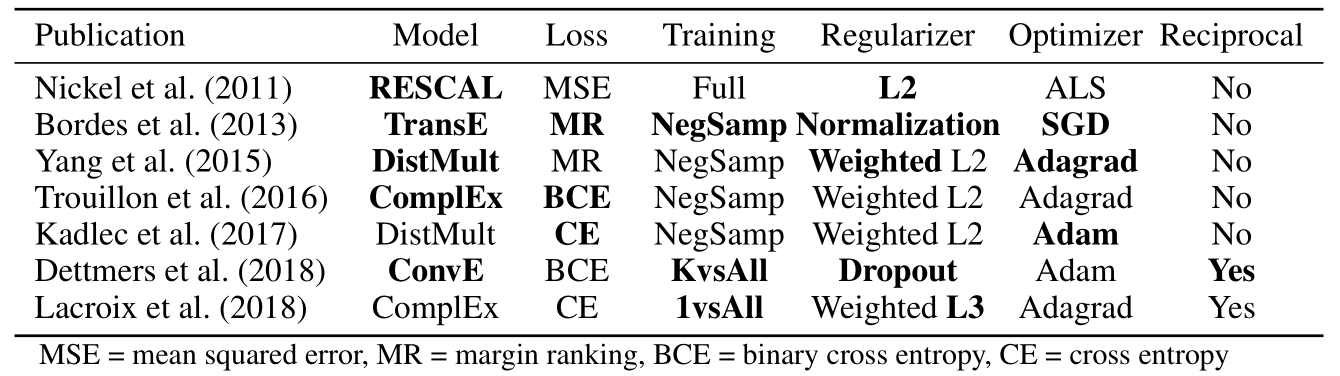 Publication Model Loss Training Regularizer Optimizer Reciprocal
Nickel et al. (2011) RESCAL MSE Full L2 ALS No
Bordes et al. (2013) TransE MR NegSamp Normalization SGD No
Yang et al. (2015) DistMult MR NegSamp Weighted L2 Adagrad No
Trouillon et al. (2016) ComplEx BCE NegSamp Weighted L2 Adagrad No
Kadlec et al. (2017) DistMult CE NegSamp Weighted L2 Adam No
Dettmers et al. (2018) ConvE BCE KvsAll Dropout Adam Yes
Lacroix et al. (2018) ComplEx CE 1vsAll Weighted L3 Adagrad Yes
MSE = mean squared error, MR = margin ranking, BCE = binary cross entropy, CE = cross entropy